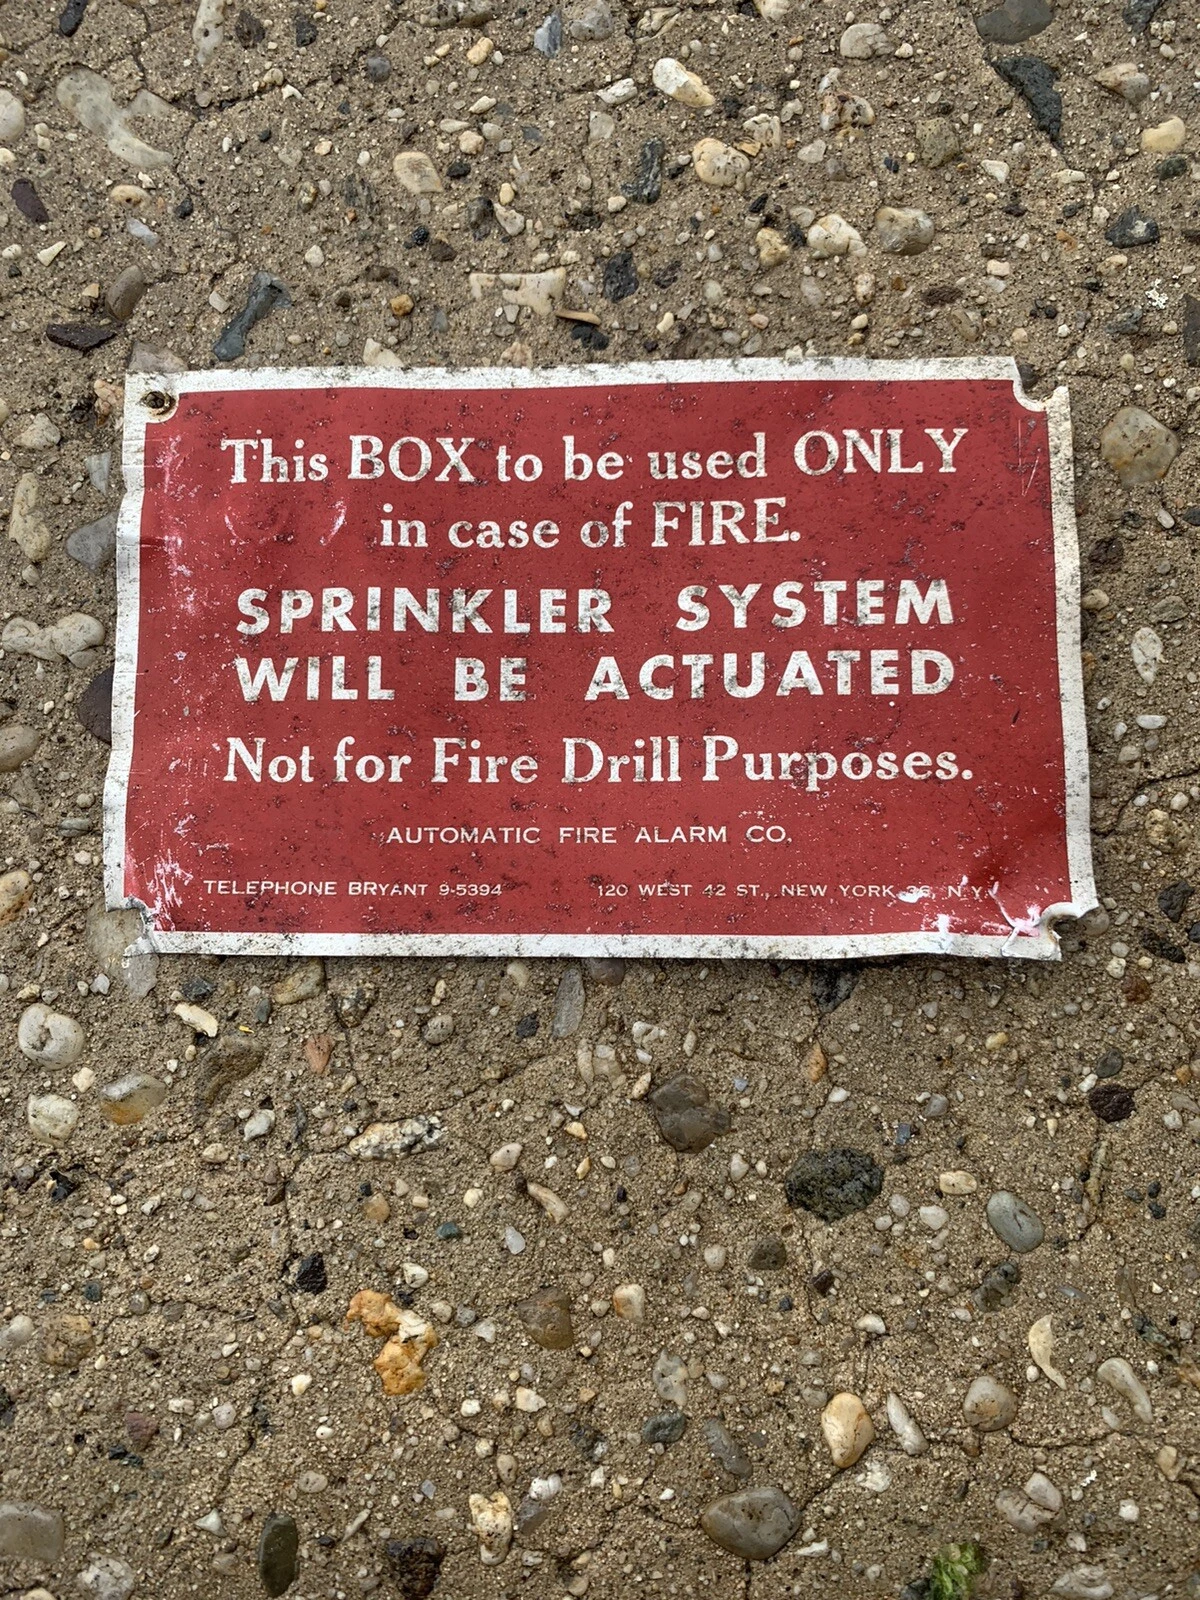 This BOX to be used ONLY
in case of FIRE.
SPRINKLER SYSTEM
WILL BE ACTUATED
Not for Fire Drill Purposes.
AUTOMATIC FIRE ALARM CO.
TELEPHONE BRYANT 9-5394 120 WEST 42 ST., NEW YORK 36, N.Y.